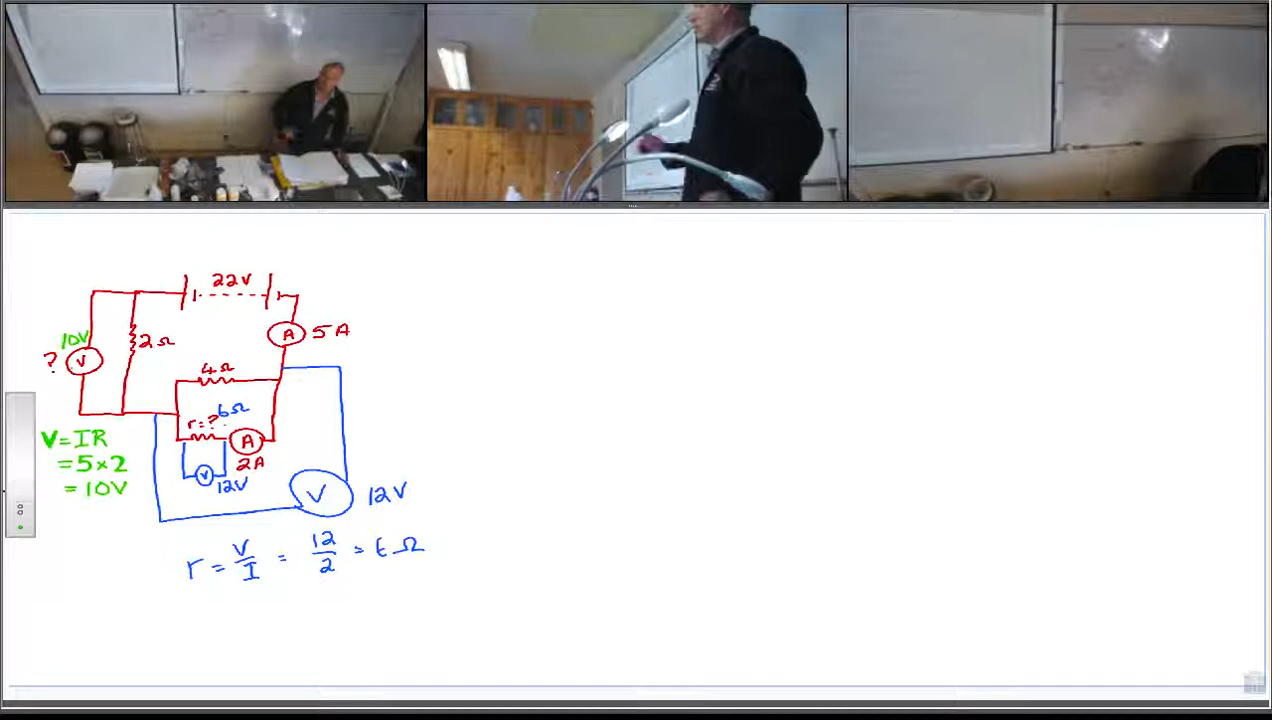 22V
10V
2Ω
A
5A
?
V
4Ω
6Ω
r=?
A
2A
V
12V
V
12V
V=IR
=5×2
=10V
r = V/I = 12/2 = 6 Ω